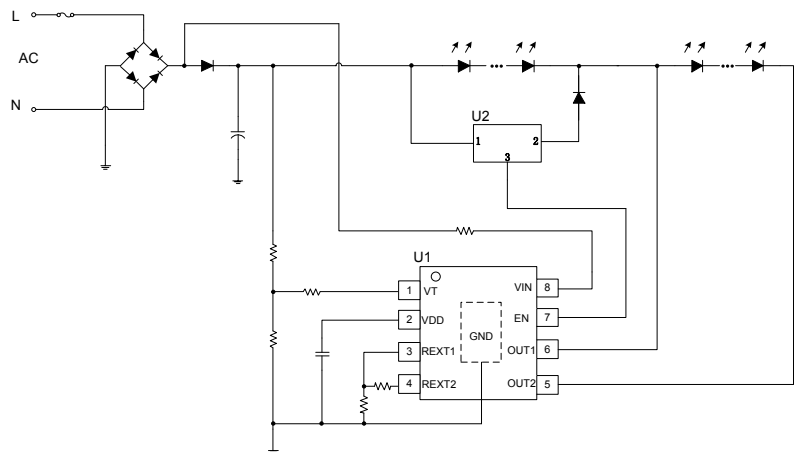 L
AC
N
U2
1
2
3
U1
1
VT
VIN
8
2
VDD
EN
7
GND
3
REXT1
OUT1
6
4
REXT2
OUT2
5